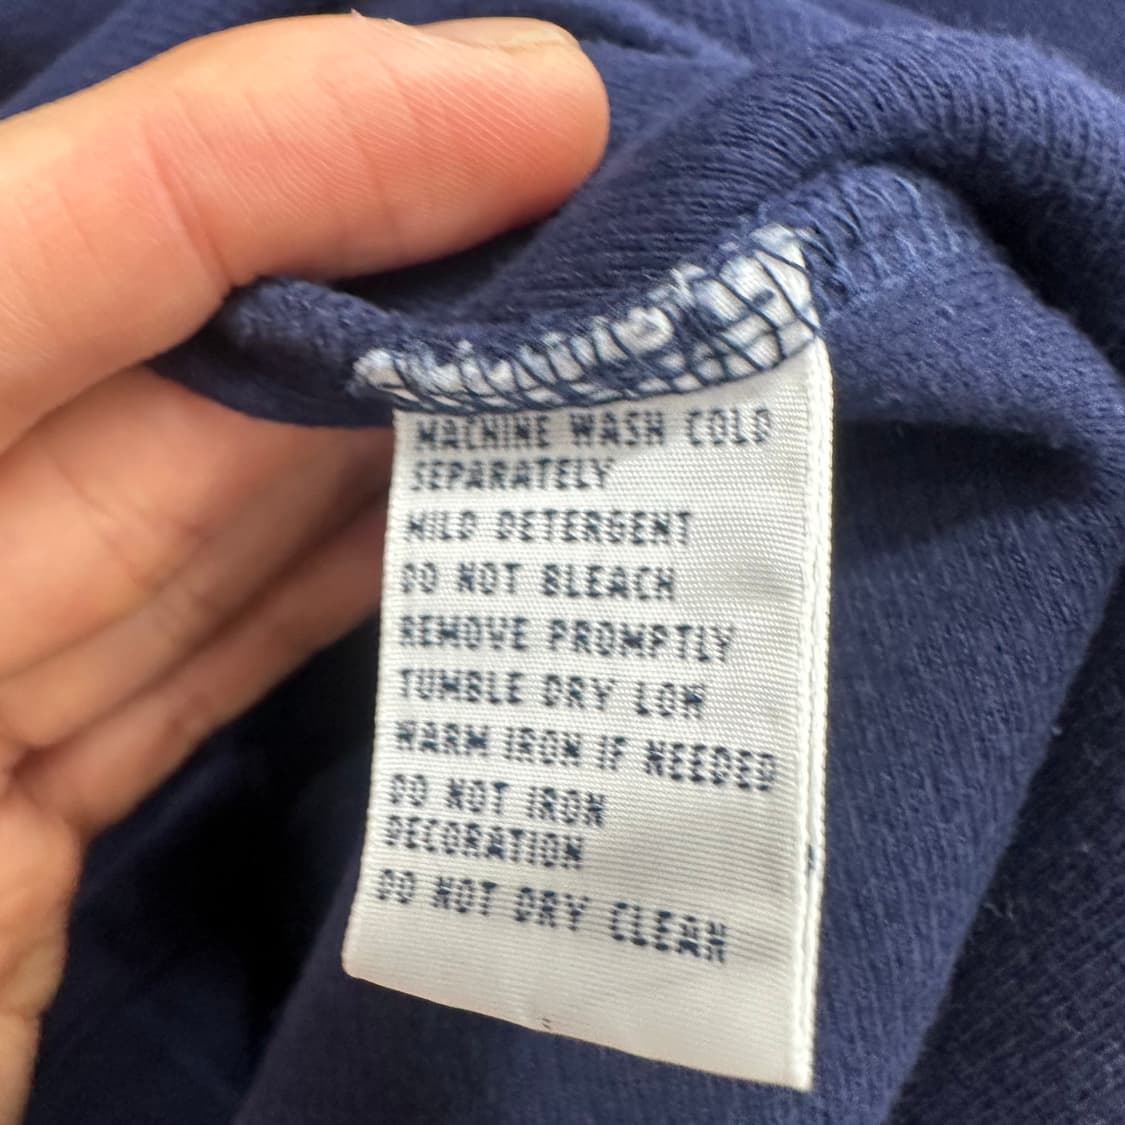 MACHINE WASH COLD
SEPARATELY
MILD DETERGENT
DO NOT BLEACH
REMOVE PROMPTLY
TUMBLE DRY LOW
WARM IRON IF NEEDED
DO NOT IRON
DECORATION
DO NOT DRY CLEAN